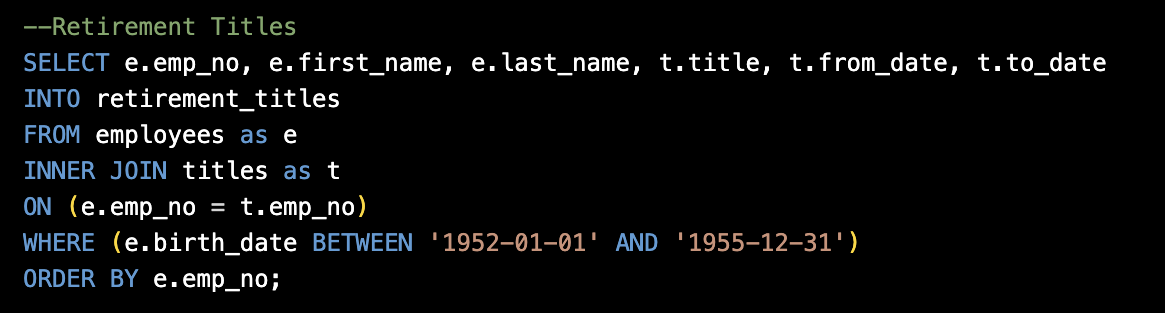 --Retirement Titles
SELECT e.emp_no, e.first_name, e.last_name, t.title, t.from_date, t.to_date
INTO retirement_titles
FROM employees as e
INNER JOIN titles as t
ON (e.emp_no = t.emp_no)
WHERE (e.birth_date BETWEEN '1952-01-01' AND '1955-12-31')
ORDER BY e.emp_no;